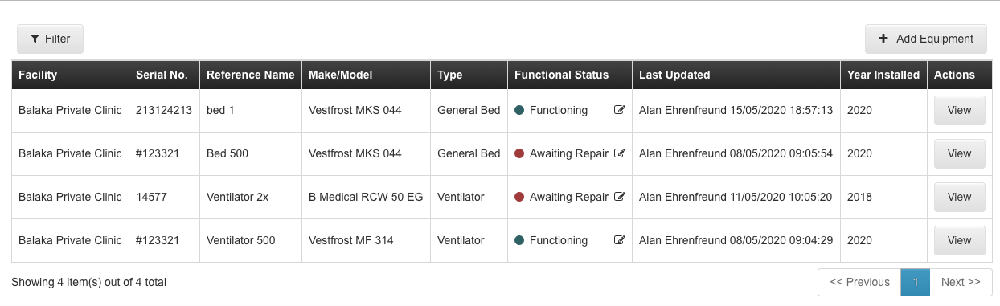 Filter
Add Equipment
Facility Serial No. Reference Name Make/Model Type Functional Status Last Updated Year Installed Actions
Balaka Private Clinic 213124213 bed 1 Vestfrost MKS 044 General Bed Functioning Alan Ehrenfreund 15/05/2020 18:57:13 2020 View
Balaka Private Clinic #123321 Bed 500 Vestfrost MKS 044 General Bed Awaiting Repair Alan Ehrenfreund 08/05/2020 09:05:54 2020 View
Balaka Private Clinic 14577 Ventilator 2x B Medical RCW 50 EG Ventilator Awaiting Repair Alan Ehrenfreund 11/05/2020 10:05:20 2018 View
Balaka Private Clinic #123321 Ventilator 500 Vestfrost MF 314 Ventilator Functioning Alan Ehrenfreund 08/05/2020 09:04:29 2020 View
Showing 4 item(s) out of 4 total
<< Previous 1 Next >>